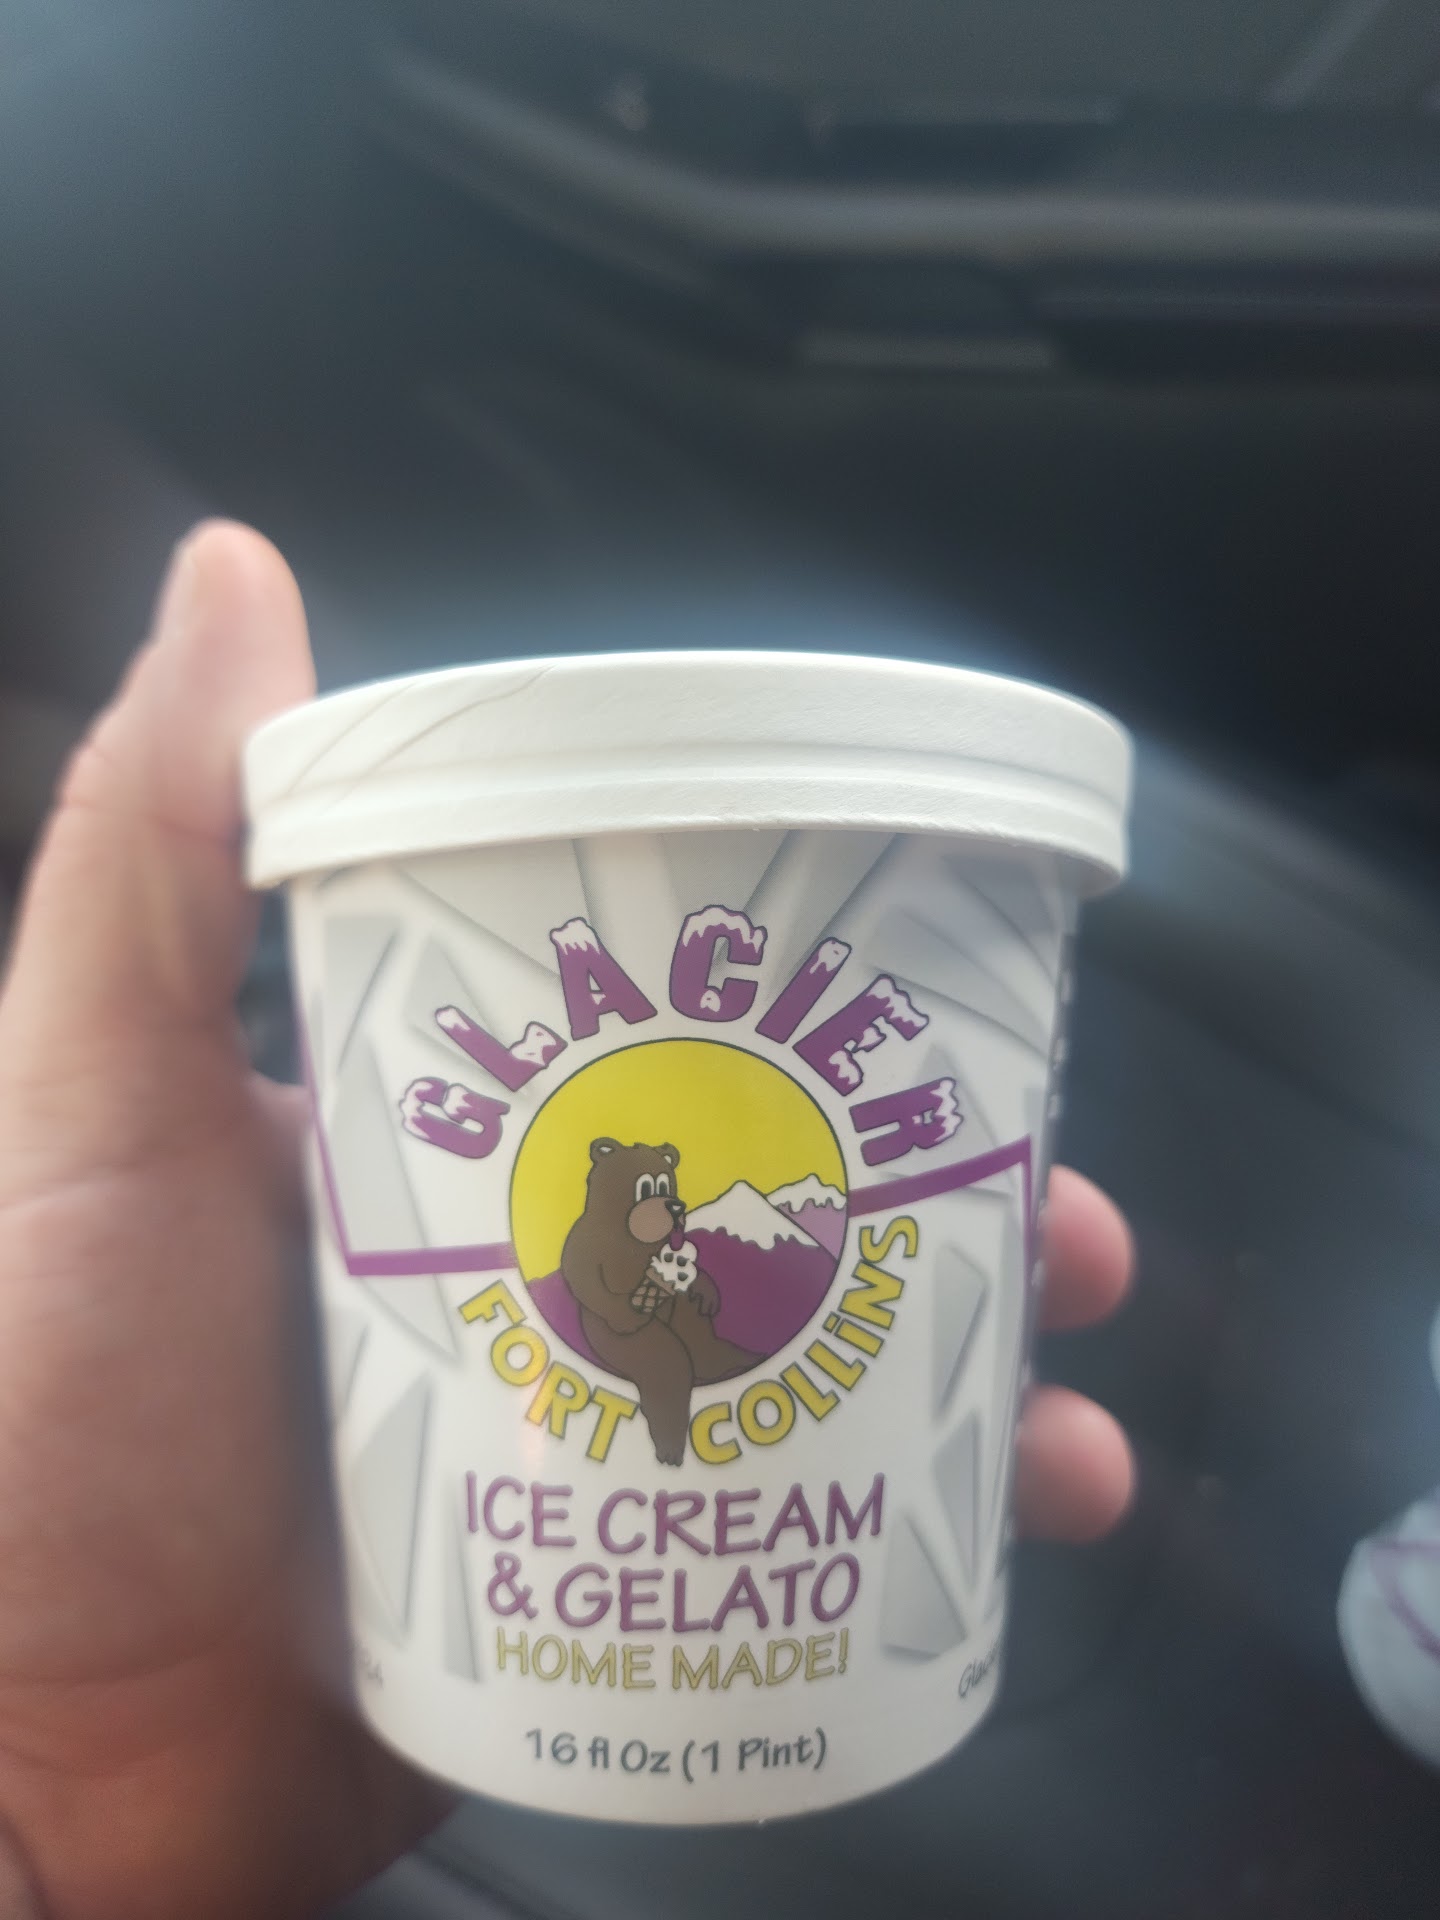 GLACIER
FORT COLLiNS
ICE CREAM
& GELATO
HOME MADE!
16 fl Oz (1 Pint)